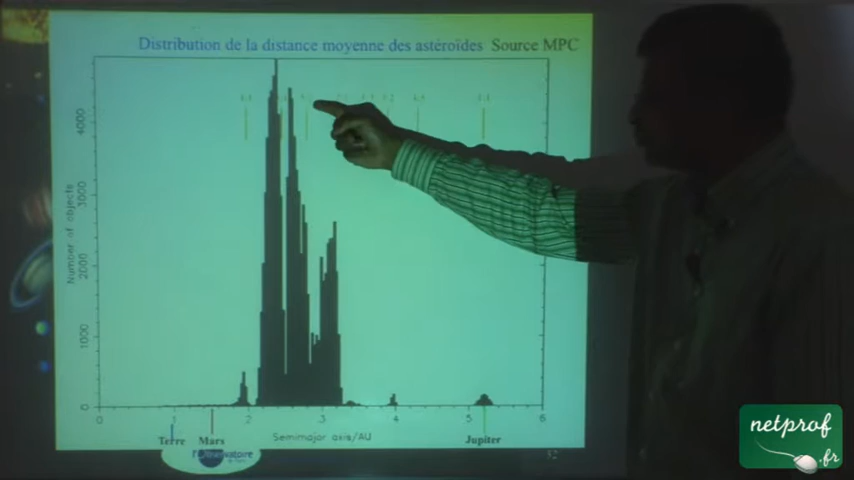 Distribution de la distance moyenne des astéroïdes Source MPC
4000
3000
2000
1000
0
Number of objects
0 1 2 3 4 5 6
Terre Mars Semimajor axis/AU Jupiter
l'Observatoire
32
netprof
.fr